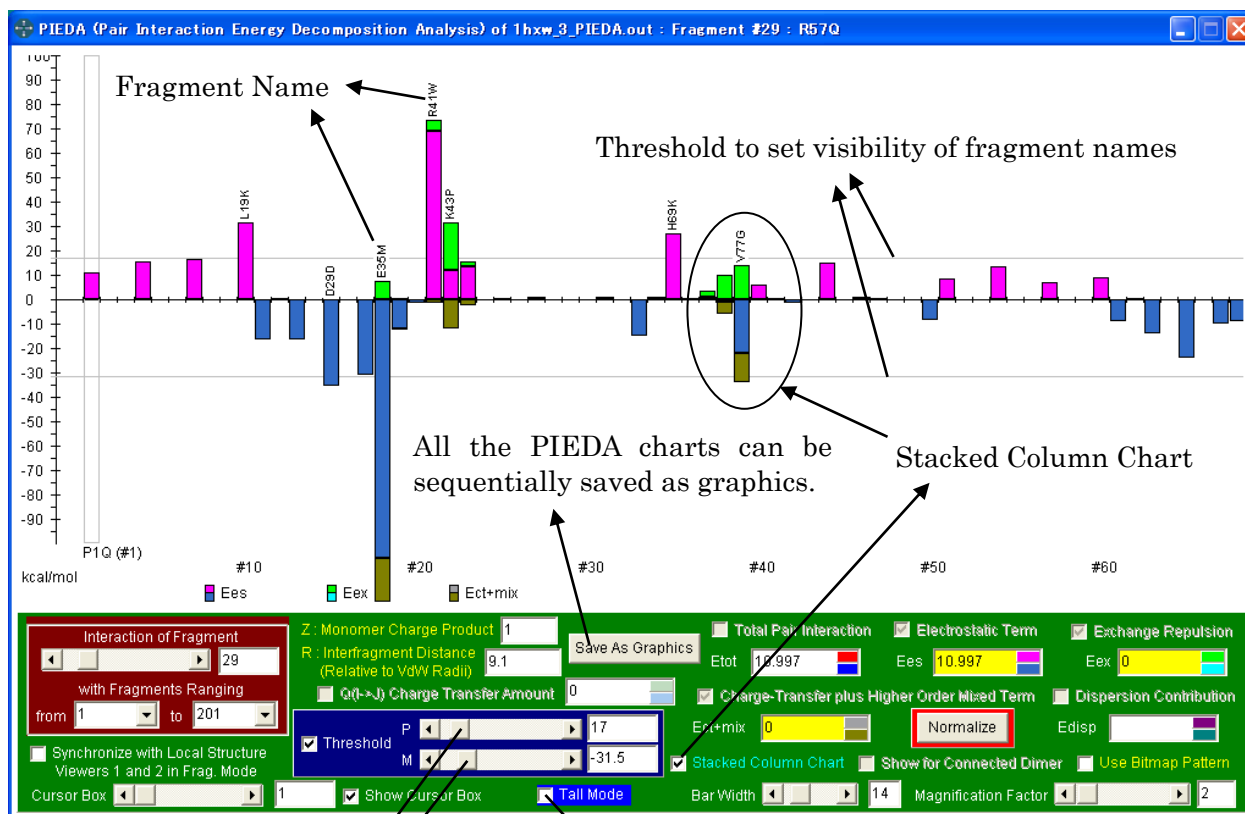 PIEDA (Pair Interaction Energy Decomposition Analysis) of 1hxw_3_PIEDA.out : Fragment #29 : R57Q
100
90
80
70
60
50
40
30
20
10
0
-10
-20
-30
-40
-50
-60
-70
-80
-90
kcal/mol
Fragment Name
Threshold to set visibility of fragment names
L19K
D29D
E35M
R41W
K43P
H69K
V77G
All the PIEDA charts can be
sequentially saved as graphics.
Stacked Column Chart
P1Q (#1)
#10
#20
#30
#40
#50
#60
Ees
Eex
Ect+mix
Interaction of Fragment
29
with Fragments Ranging
from 1 to 201
Synchronize with Local Structure
Viewers 1 and 2 in Frag. Mode
Cursor Box 1
Show Cursor Box
Tall Mode
Z : Monomer Charge Product 1
R : Interfragment Distance
(Relative to VdW Radii) 9.1
Save As Graphics
Q(I->J) Charge Transfer Amount 0
Threshold
P 17
M -31.5
Total Pair Interaction
Etot 10.997
Electrostatic Term
Ees 10.997
Exchange Repulsion
Eex 0
Charge-Transfer plus Higher Order Mixed Term
Ect+mix 0
Normalize
Dispersion Contribution
Edisp
Stacked Column Chart
Show for Connected Dimer
Use Bitmap Pattern
Bar Width 14
Magnification Factor 2